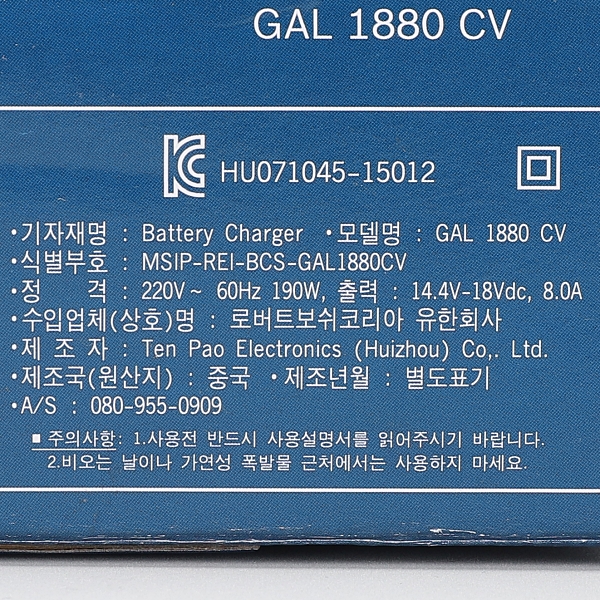 GAL 1880 CV
KC HU071045-15012
•기자재명 : Battery Charger •모델명 : GAL 1880 CV
•식별부호 : MSIP-REI-BCS-GAL1880CV
•정 격 : 220V~ 60Hz 190W, 출력 : 14.4V-18Vdc, 8.0A
•수입업체(상호)명 : 로버트보쉬코리아 유한회사
•제 조 자 : Ten Pao Electronics (Huizhou) Co,. Ltd.
•제조국(원산지) : 중국 •제조년월 : 별도표기
•A/S : 080-955-0909
■ 주의사항: 1.사용전 반드시 사용설명서를 읽어주시기 바랍니다.
2.비오는 날이나 가연성 폭발물 근처에서는 사용하지 마세요.